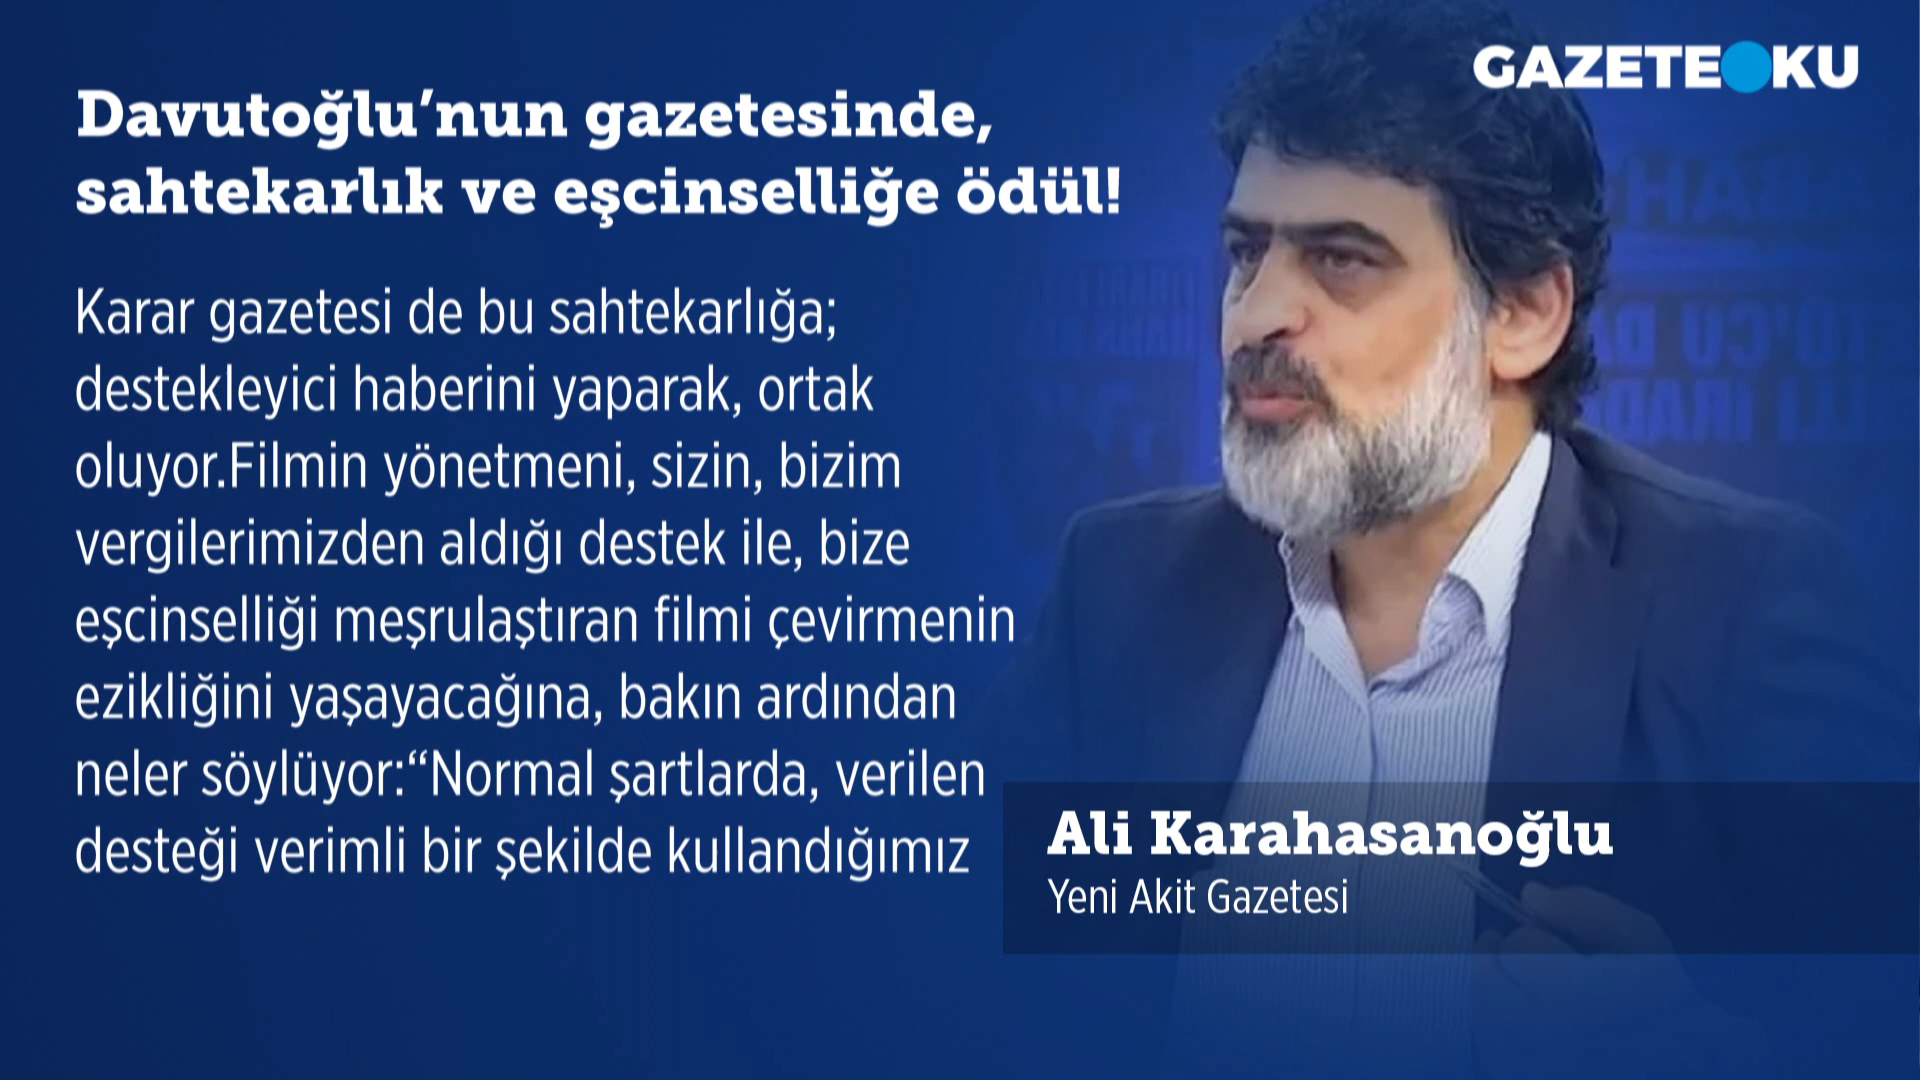 GAZETE KU
Davutoğlu’nun gazetesinde,
sahtekarlık ve eşcinselliğe ödül!
Karar gazetesi de bu sahtekarlığa;
destekleyici haberini yaparak, ortak
oluyor.Filmin yönetmeni, sizin, bizim
vergilerimizden aldığı destek ile, bize
eşcinselliği meşrulaştıran filmi çevirmenin
ezikliğini yaşayacağına, bakın ardından
neler söylüyor:“Normal şartlarda, verilen
desteği verimli bir şekilde kullandığımız
Ali Karahasanoğlu
Yeni Akit Gazetesi